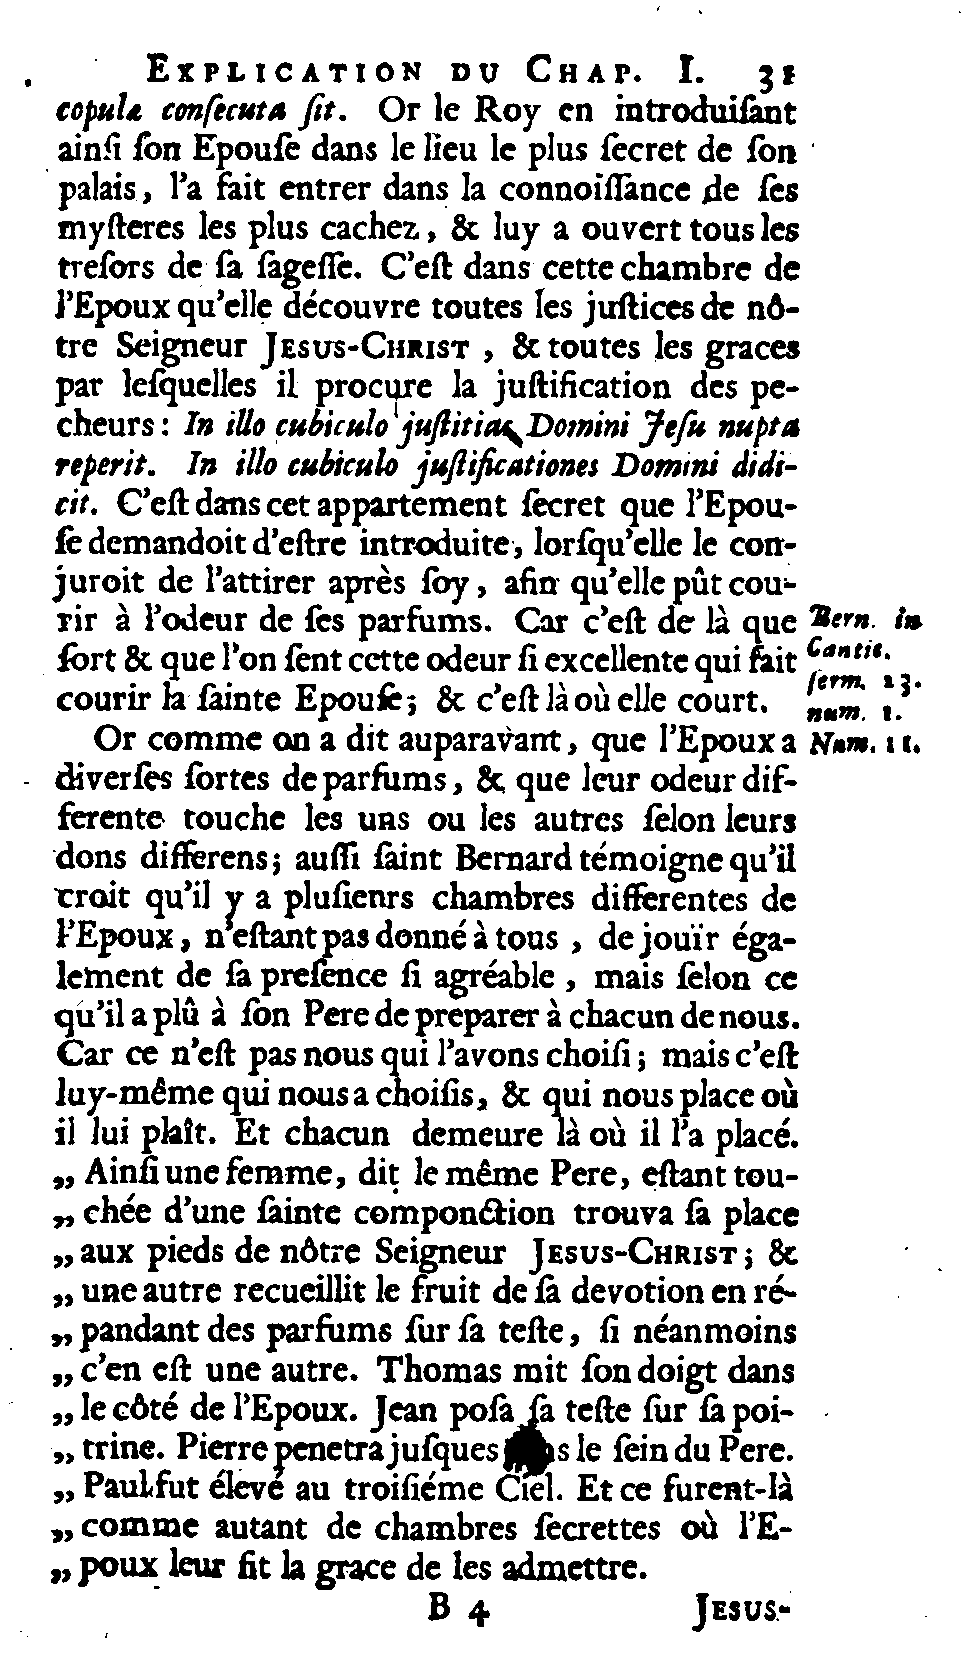 EXPLICATION DU CHAP. I. 31
copula conſecuta ſit. Or le Roy en introduiſant
ainſi ſon Epouſe dans le lieu le plus ſecret de ſon
palais, l'a fait entrer dans la connoiſſance de ſes
myſteres les plus cachez, & luy a ouvert tous les
treſors de ſa ſageſſe. C'eſt dans cette chambre de
l'Epoux qu'elle découvre toutes les juſtices de nô-
tre Seigneur JESUS-CHRIST, & toutes les graces
par leſquelles il procure la juſtification des pe-
cheurs: In illo cubiculo juſtitias Domini Jeſu nupta
reperit. In illo cubiculo juſtificationes Domini didi-
cit. C'eſt dans cet appartement ſecret que l'Epou-
ſe demandoit d'eſtre introduite, lorſqu'elle le con-
juroit de l'attirer après ſoy, afin qu'elle pût cou-
rir à l'odeur de ſes parfums. Car c'eſt de là que
ſort & que l'on ſent cette odeur ſi excellente qui fait
courir la ſainte Epouſe; & c'eſt là où elle court.
Bern. in
Cantic.
ſerm. 23.
num. 1.
Or comme on a dit auparavant, que l'Epoux a
Num. 11.
diverſes ſortes de parfums, & que leur odeur dif-
ferente touche les uns ou les autres ſelon leurs
dons differens; auſſi ſaint Bernard témoigne qu'il
croit qu'il y a pluſienrs chambres differentes de
l'Epoux, n'eſtant pas donné à tous, de jouïr éga-
lement de ſa preſence ſi agréable, mais ſelon ce
qu'il a plû à ſon Pere de preparer à chacun de nous.
Car ce n'eſt pas nous qui l'avons choiſi; mais c'eſt
luy-même qui nous a choiſis, & qui nous place où
il lui plaît. Et chacun demeure là où il l'a placé.
„ Ainſi une femme, dit le même Pere, eſtant tou-
„ chée d'une ſainte componction trouva ſa place
„ aux pieds de nôtre Seigneur JESUS-CHRIST; &
„ une autre recueillit le fruit de ſa devotion en ré-
„ pandant des parfums ſur ſa teſte, ſi néanmoins
„ c'en eſt une autre. Thomas mit ſon doigt dans
„ le côté de l'Epoux. Jean poſa ſa teſte ſur ſa poi-
„ trine. Pierre penetra juſques le ſein du Pere.
„ Paul fut élevé au troiſiéme Ciel. Et ce furent-là
„ comme autant de chambres ſecrettes où l'E-
„ poux leur fit la grace de les admettre.
B 4 JESUS-